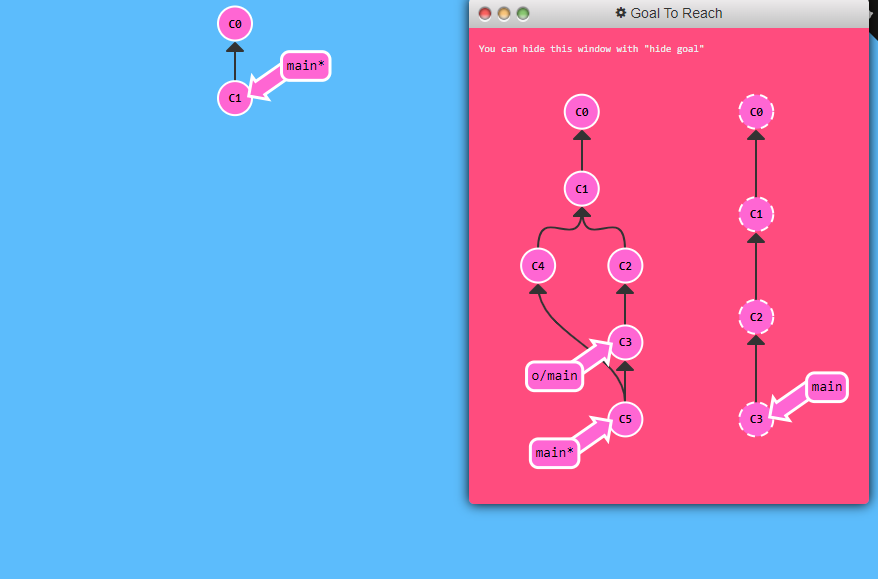 C0
main*
C1
Goal To Reach
You can hide this window with "hide goal"
C0
C0
C1
C1
C4
C2
C2
C3
o/main
main
C5
C3
main*